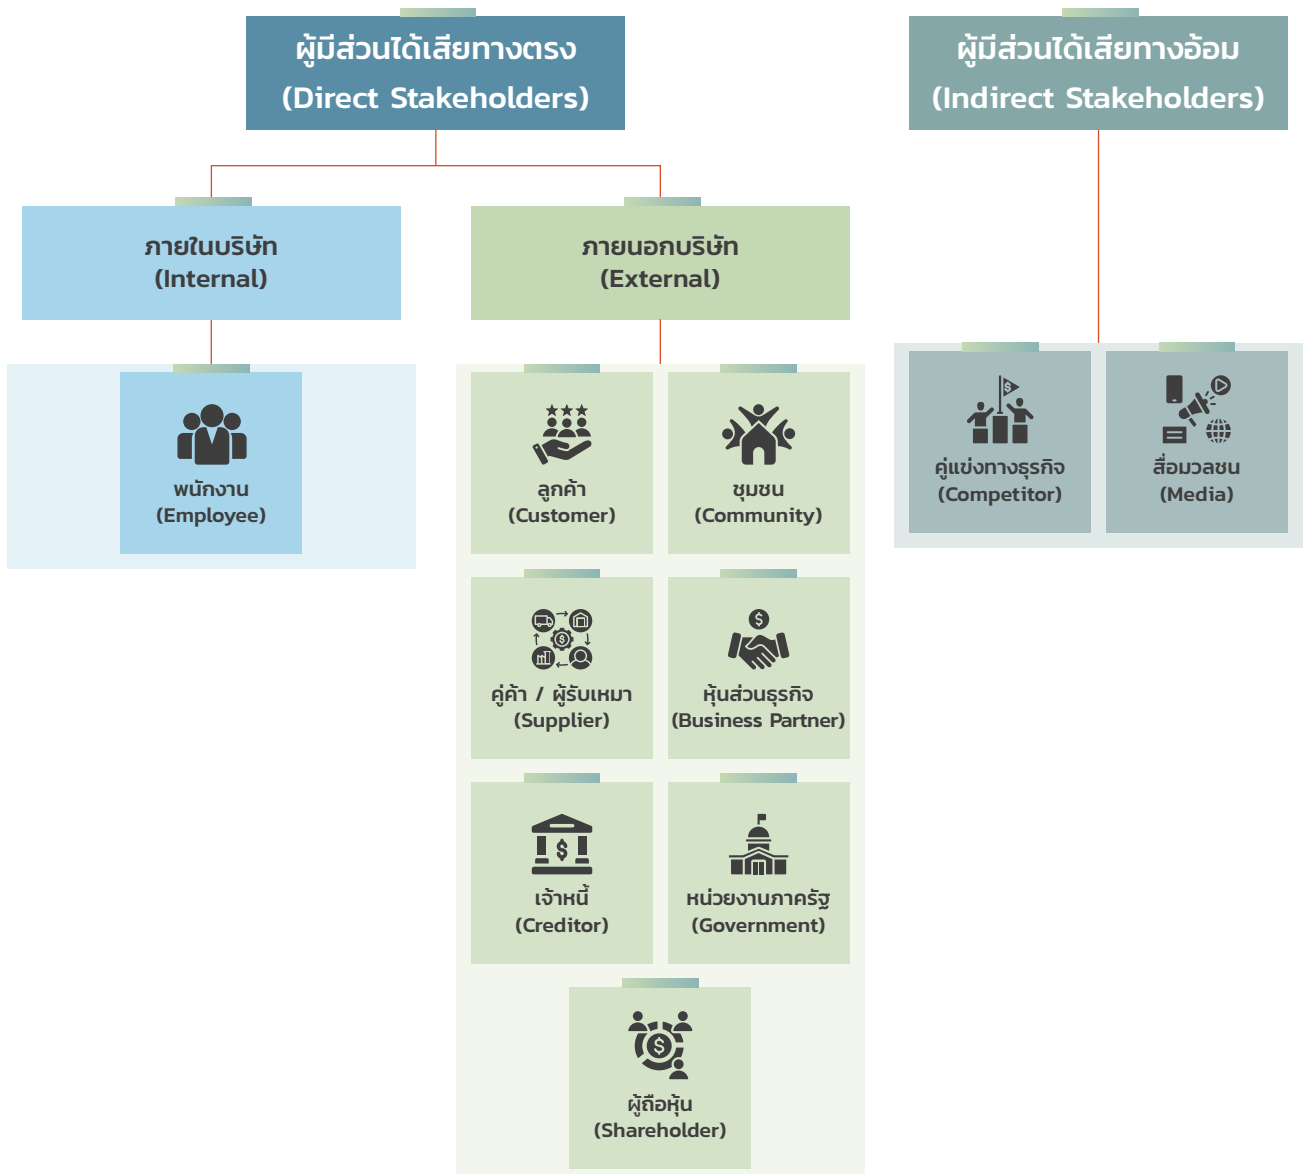 ผู้มีส่วนได้เสียทางตรง
(Direct Stakeholders)
ผู้มีส่วนได้เสียทางอ้อม
(Indirect Stakeholders)
ภายในบริษัท
(Internal)
ภายนอกบริษัท
(External)
พนักงาน
(Employee)
ลูกค้า
(Customer)
ชุมชน
(Community)
คู่แข่งทางธุรกิจ
(Competitor)
สื่อมวลชน
(Media)
คู่ค้า / ผู้รับเหมา
(Supplier)
หุ้นส่วนธุรกิจ
(Business Partner)
เจ้าหนี้
(Creditor)
หน่วยงานภาครัฐ
(Government)
ผู้ถือหุ้น
(Shareholder)